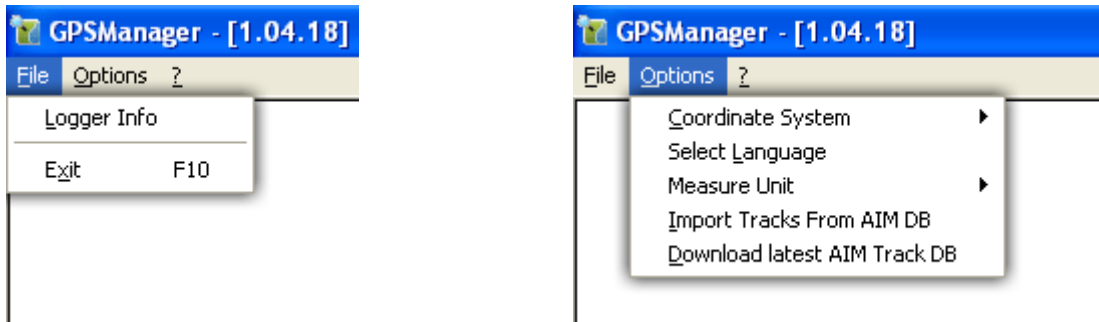 GPSManager - [1.04.18]
File Options ?
Logger Info
Exit F10
GPSManager - [1.04.18]
File Options ?
Coordinate System
Select Language
Measure Unit
Import Tracks From AIM DB
Download latest AIM Track DB